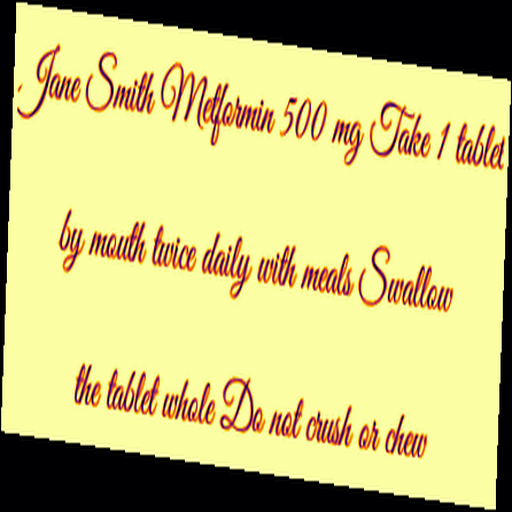 Jane Smith Metformin 500 mg Take 1 tablet
by mouth twice daily with meals Swallow
the tablet whole Do not crush or chew